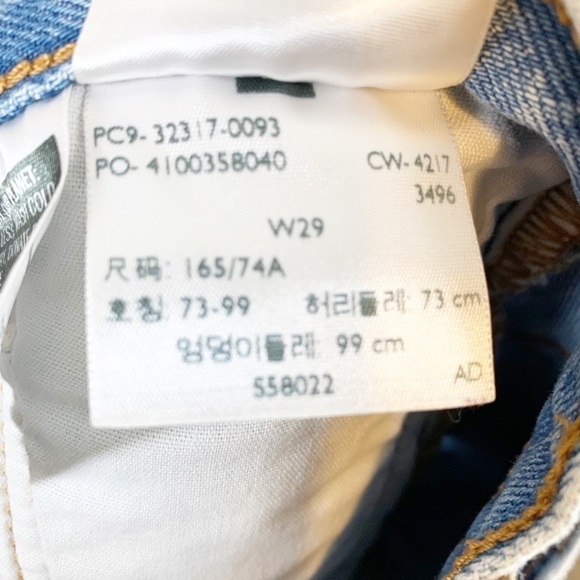 PC9- 32317-0093
PO- 4100358040 CW- 4217
3496
W29
尺码: 165/74A
호칭: 73-99 허리둘레: 73 cm
엉덩이둘레: 99 cm
S58022 AD